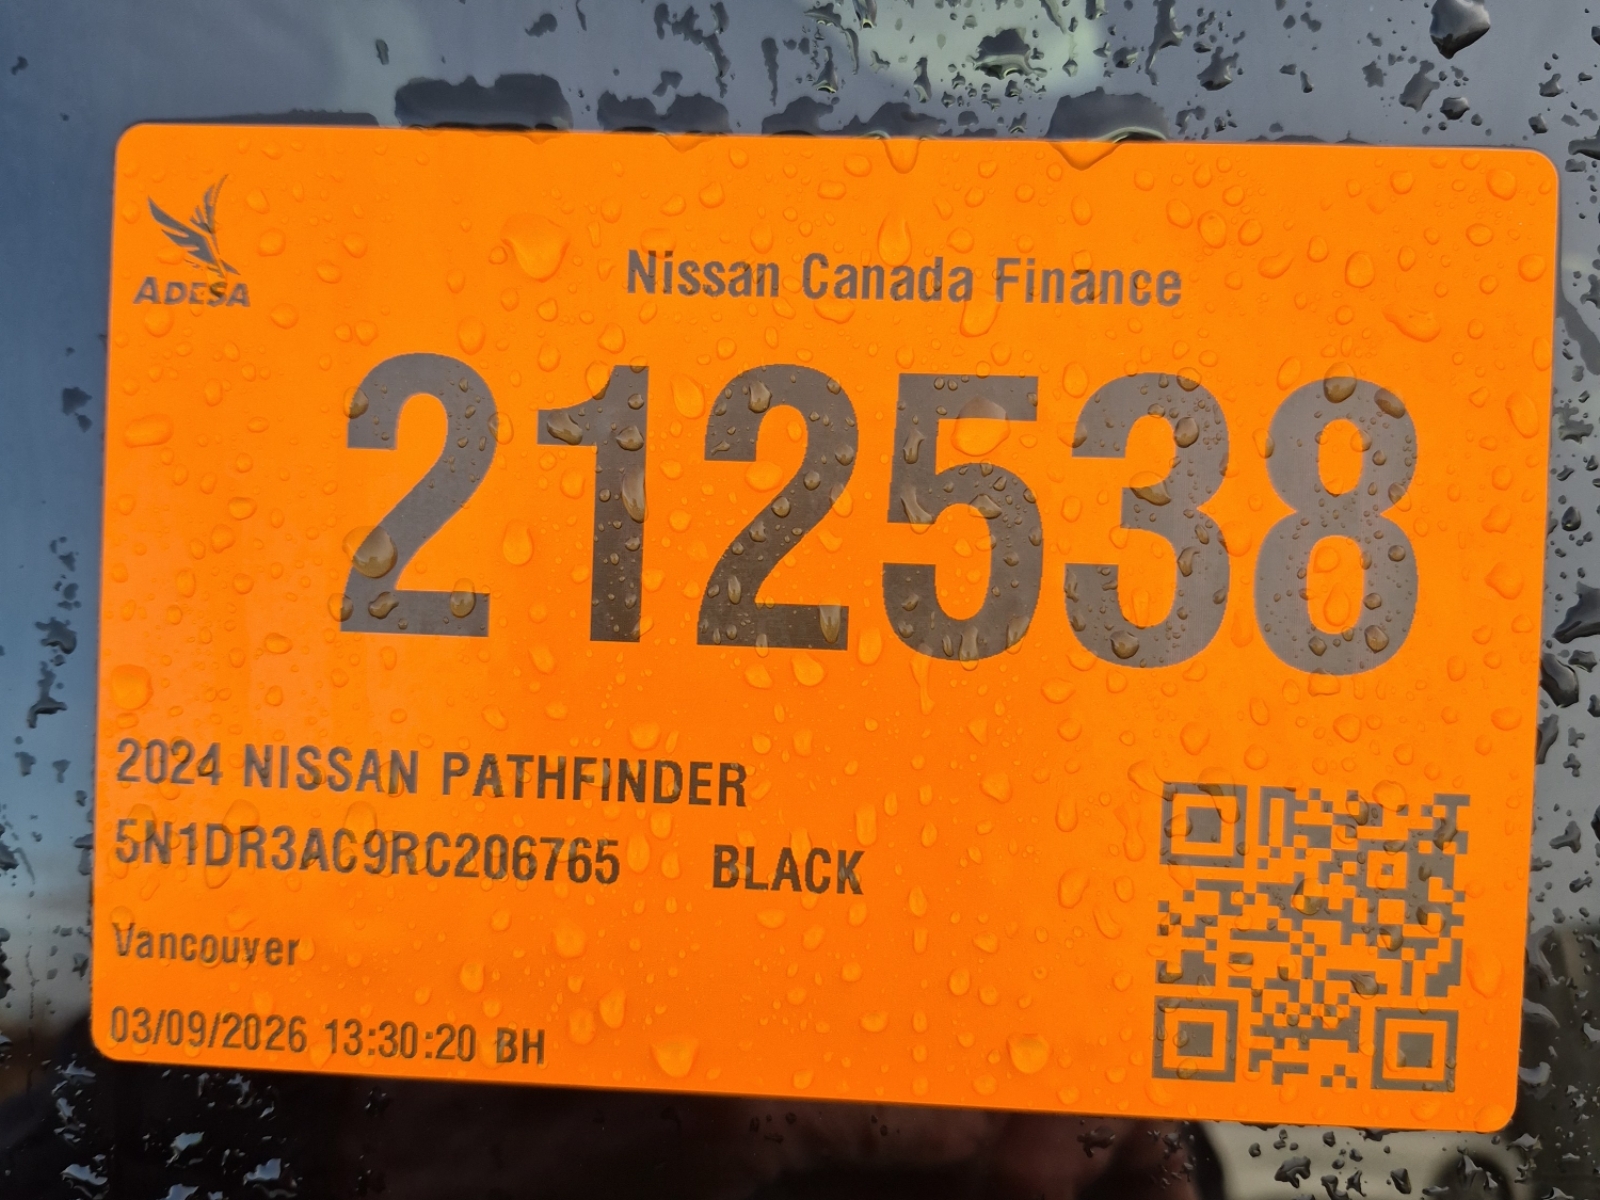 ADESA
Nissan Canada Finance
212538
2024 NISSAN PATHFINDER
5N1DR3AC9RC206765 BLACK
Vancouver
03/09/2026 13:30:20 BH